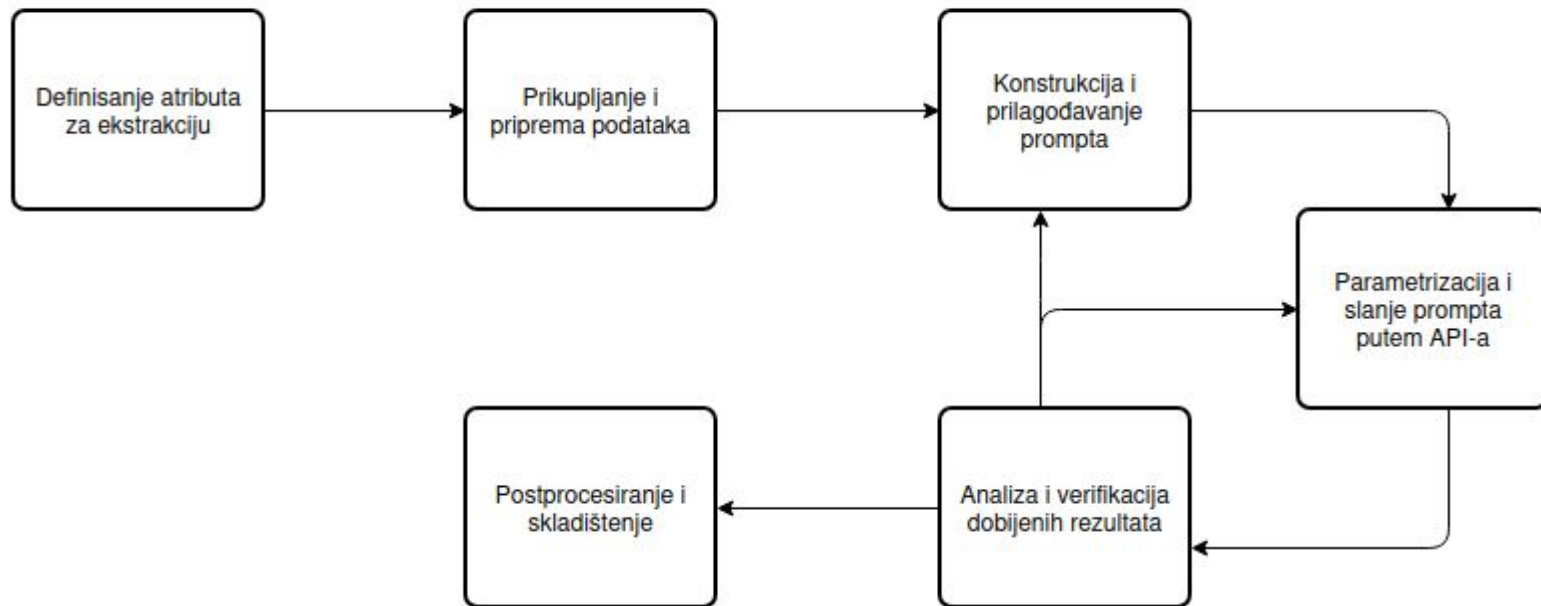 Definisanje atributa
za ekstrakciju
Prikupljanje i
priprema podataka
Konstrukcija i
prilagođavanje
prompta
Parametrizacija i
slanje prompta
putem API-a
Analiza i verifikacija
dobijenih rezultata
Postprocesiranje i
skladištenje